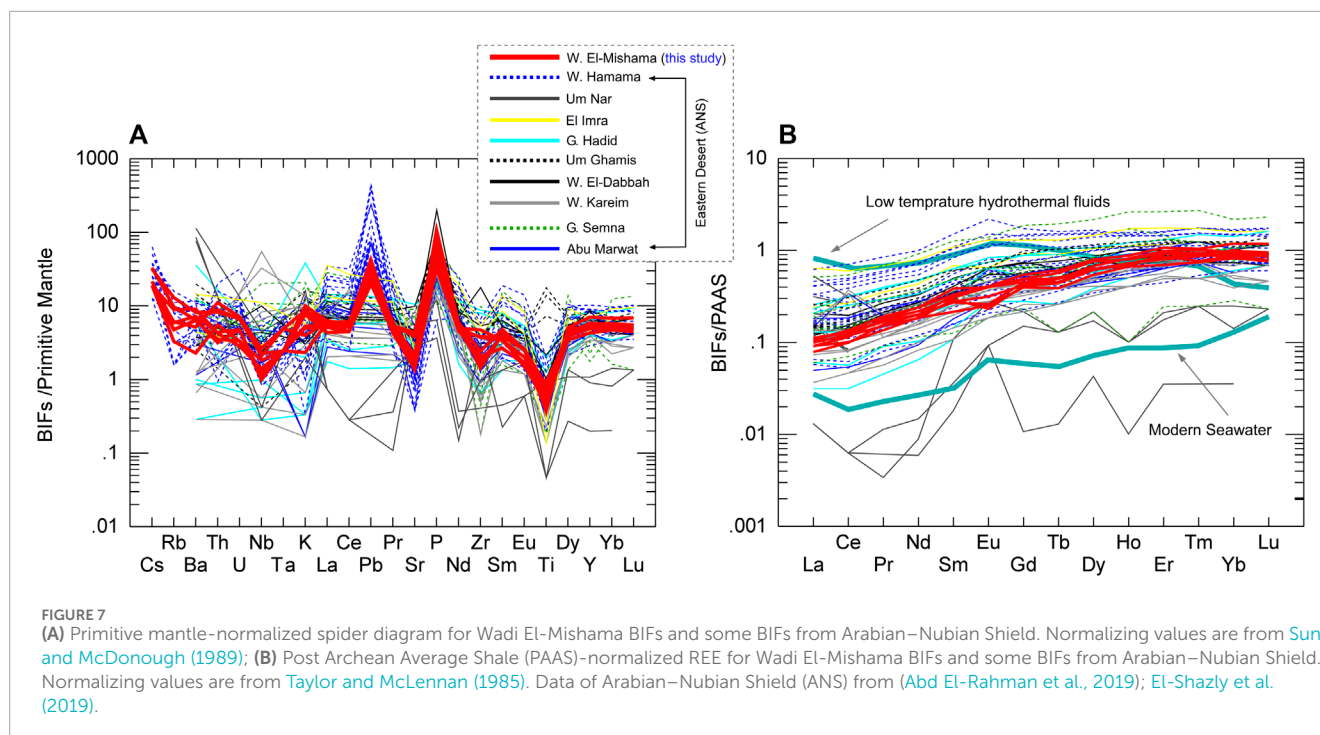 W. El-Mishama (this study)
W. Hamama
Um Nar
El Imra
G. Hadid
Um Ghamis
W. El-Dabbah
W. Kareim
G. Semna
Abu Marwat
Eastern Desert (ANS)
A
BIFs /Primitive Mantle
1000
100
10
1
.1
.01
Rb Th Nb K Ce Pr P Zr Eu Dy Yb
Cs Ba U Ta La Pb Sr Nd Sm Ti Y Lu
B
BIFs/PAAS
10
1
0.1
0.01
.001
Low temprature hydrothermal fluids
Modern Seawater
Ce Nd Eu Tb Ho Tm Lu
La Pr Sm Gd Dy Er Yb
FIGURE 7
(A) Primitive mantle-normalized spider diagram for Wadi El-Mishama BIFs and some BIFs from Arabian–Nubian Shield. Normalizing values are from Sun
and McDonough (1989); (B) Post Archean Average Shale (PAAS)-normalized REE for Wadi El-Mishama BIFs and some BIFs from Arabian–Nubian Shield.
Normalizing values are from Taylor and McLennan (1985). Data of Arabian–Nubian Shield (ANS) from (Abd El-Rahman et al., 2019); El-Shazly et al.
(2019).